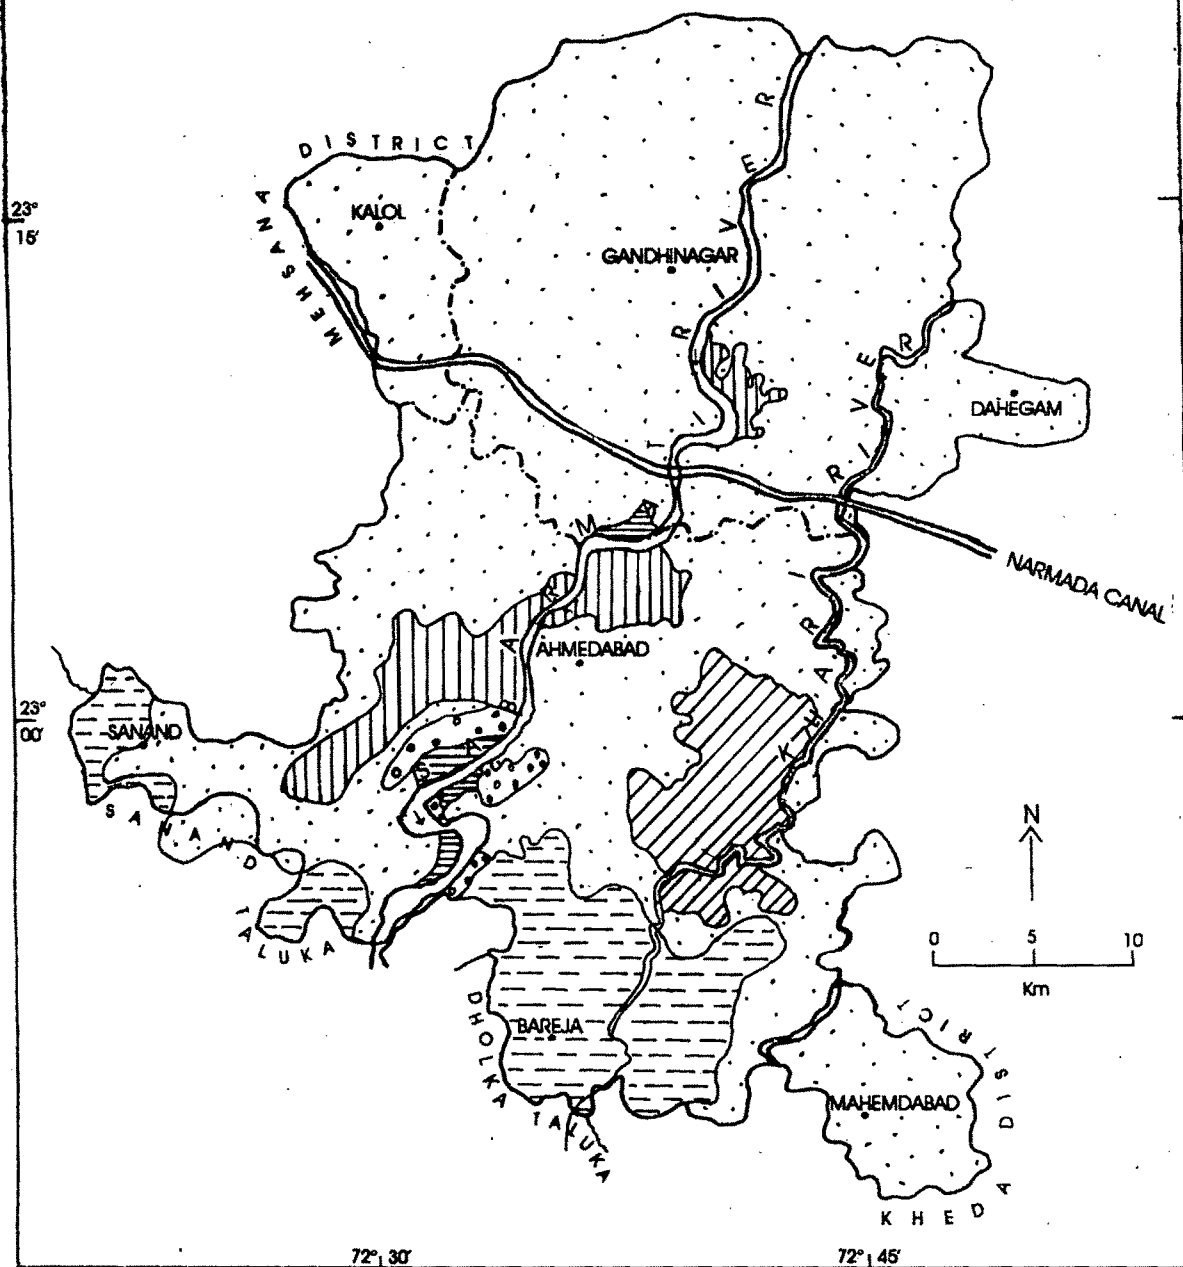 MEHSANA DISTRICT
23°
15'
KALOL
GANDHINAGAR
SABARMATI RIVER
KHARI RIVER
DAHEGAM
NARMADA CANAL
AHMEDABAD
23°
00'
SANAND
SANAND TALUKA
N
0 5 10
Km
DHOLKA TALUKA
BAREJA
MAHEMDABAD
KHEDA DISTRICT
72° 30' 72° 45'